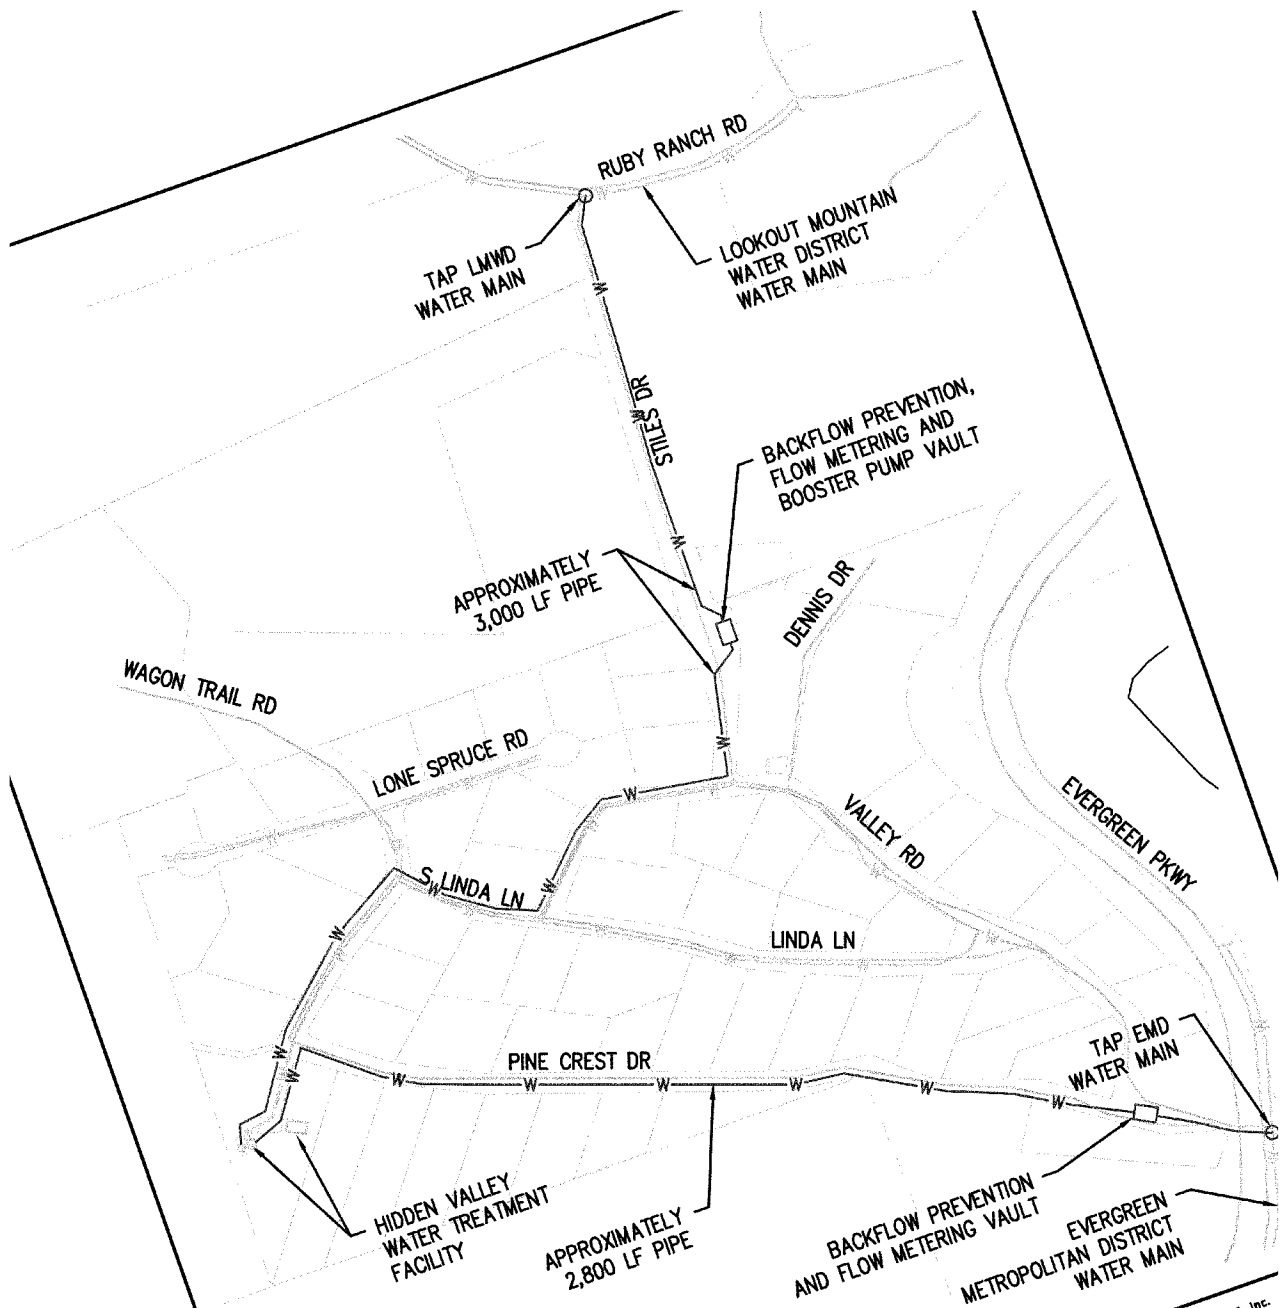 RUBY RANCH RD
TAP LMWD
WATER MAIN
LOOKOUT MOUNTAIN
WATER DISTRICT
WATER MAIN
W
STILES DR
W
BACKFLOW PREVENTION,
FLOW METERING AND
BOOSTER PUMP VAULT
W
APPROXIMATELY
3,000 LF PIPE
DENNIS DR
WAGON TRAIL RD
LONE SPRUCE RD
W
W
VALLEY RD
EVERGREEN PKWY
S LINDA LN
W
W
W
LINDA LN
PINE CREST DR
TAP EMD
WATER MAIN
W
W
W
W
W
W
W
W
HIDDEN VALLEY
WATER TREATMENT
FACILITY
APPROXIMATELY
2,800 LF PIPE
BACKFLOW PREVENTION
AND FLOW METERING VAULT
EVERGREEN
METROPOLITAN DISTRICT
WATER MAIN